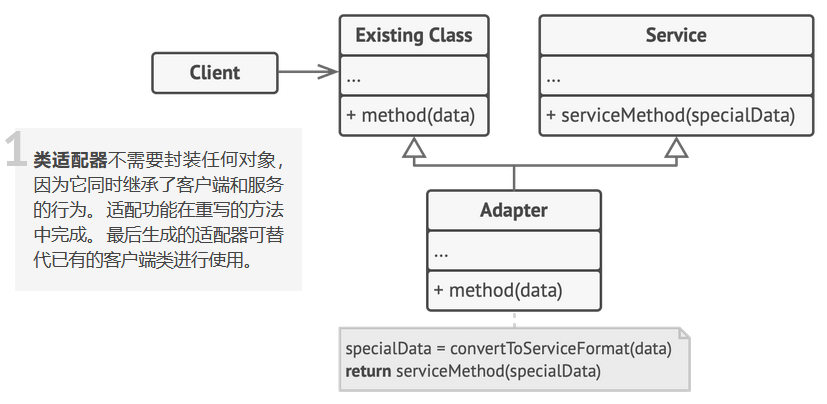 Client
Existing Class
...
+ method(data)
Service
...
+ serviceMethod(specialData)
1
类适配器不需要封装任何对象，
因为它同时继承了客户端和服务
的行为。适配功能在重写的方法
中完成。最后生成的适配器可替
代已有的客户端类进行使用。
Adapter
...
+ method(data)
specialData = convertToServiceFormat(data)
return serviceMethod(specialData)